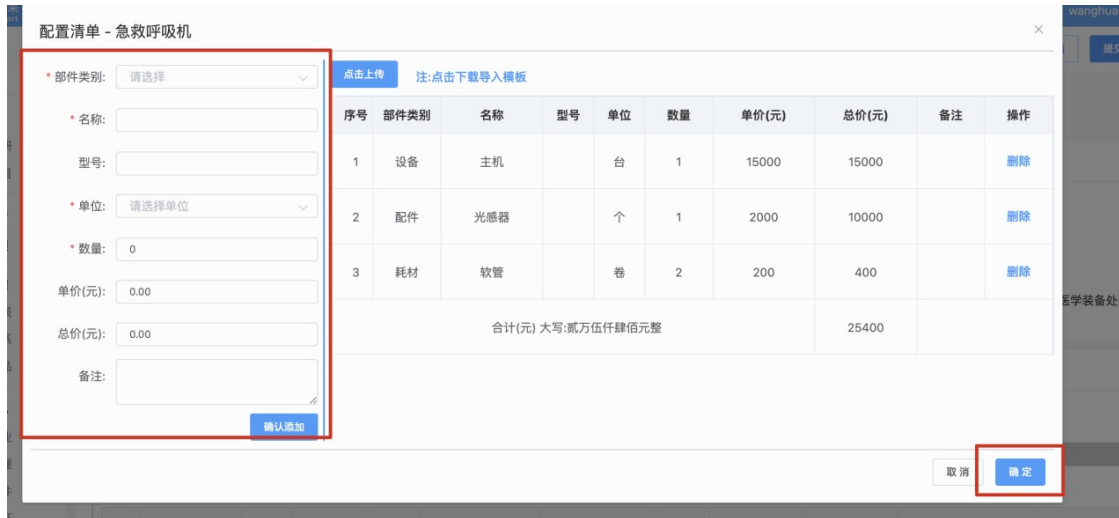 wanghua
配置清单 - 急救呼吸机
提交
* 部件类别: 请选择
* 名称:
型号:
* 单位: 请选择单位
* 数量: 0
单价(元): 0.00
总价(元): 0.00
备注:
确认添加
点击上传 注:点击下载导入模板
序号 部件类别 名称 型号 单位 数量 单价(元) 总价(元) 备注 操作
1 设备 主机 台 1 15000 15000 删除
2 配件 光感器 个 1 2000 10000 删除
3 耗材 软管 卷 2 200 400 删除
合计(元) 大写:贰万伍仟肆佰元整 25400
医学装备处
取消 确定